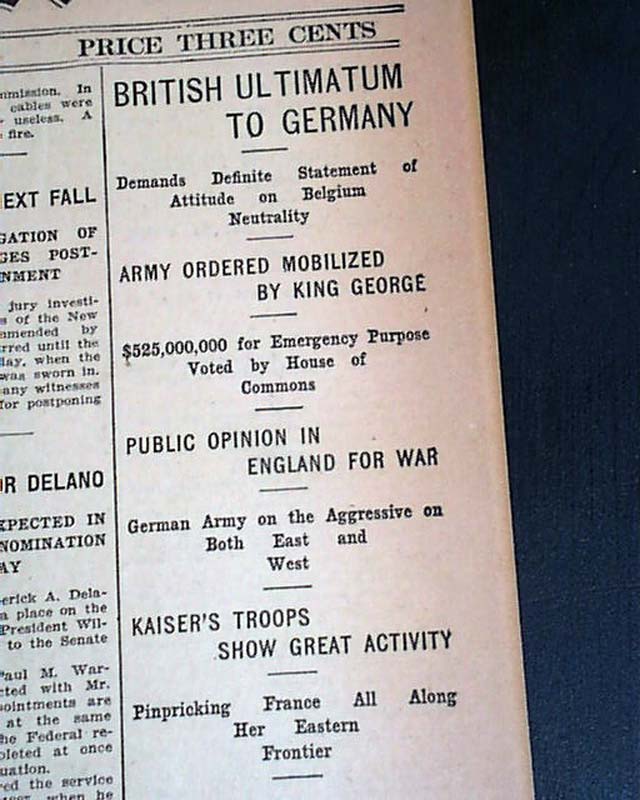 PRICE THREE CENTS
mmission. In
cables were
useless. A
fire.
EXT FALL
GATION OF
GES POST-
NMENT
jury investi-
s of the New
mmended by
rred until the
day, when the
was sworn in.
any witnesses
for postponing
R DELANO
XPECTED IN
NOMINATION
AY
erick A. Dela-
a place on the
President Wil-
to the Senate
Paul M. War-
cted with Mr.
pointments are
at the same
the Federal re-
pleted at once
uation.
red the service
when he
BRITISH ULTIMATUM
TO GERMANY
Demands Definite Statement of
Attitude on Belgium
Neutrality
ARMY ORDERED MOBILIZED
BY KING GEORGE
$525,000,000 for Emergency Purpose
Voted by House of
Commons
PUBLIC OPINION IN
ENGLAND FOR WAR
German Army on the Aggressive on
Both East and
West
KAISER'S TROOPS
SHOW GREAT ACTIVITY
Pinpricking France All Along
Her Eastern
Frontier